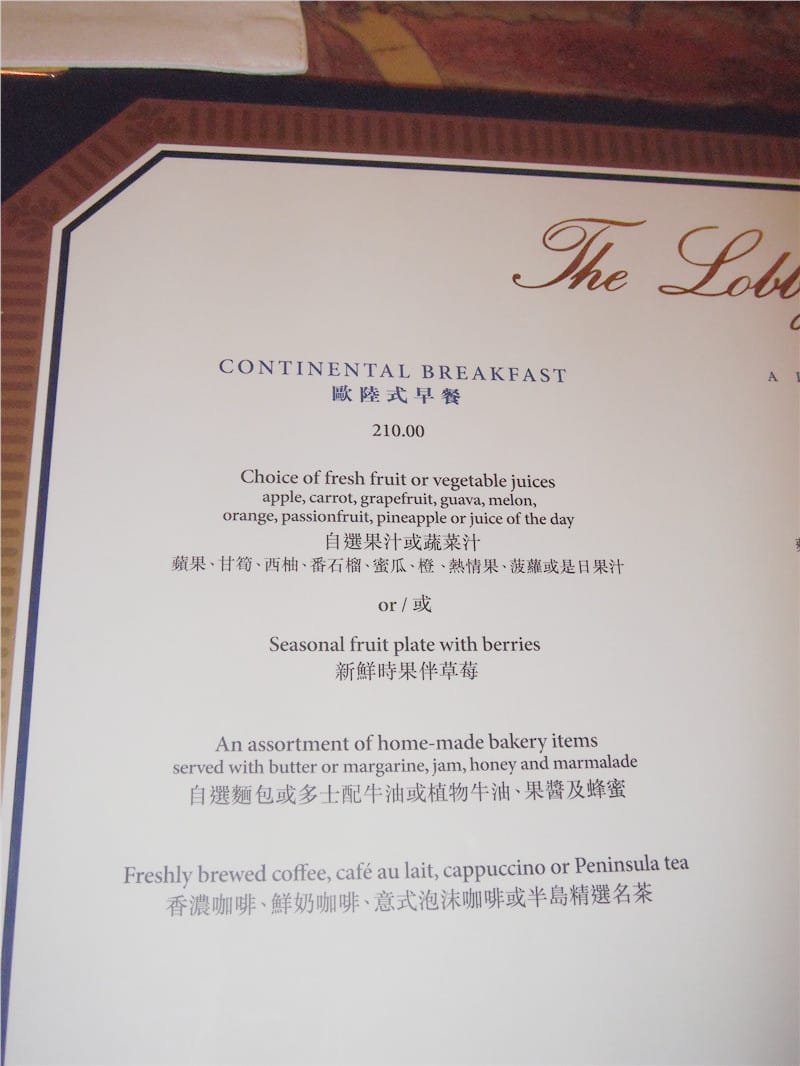 The Lobby
CONTINENTAL BREAKFAST
歐陸式早餐
210.00
Choice of fresh fruit or vegetable juices
apple, carrot, grapefruit, guava, melon,
orange, passionfruit, pineapple or juice of the day
自選果汁或蔬菜汁
蘋果、甘筍、西柚、番石榴、蜜瓜、橙、熱情果、菠蘿或是日果汁
or / 或
Seasonal fruit plate with berries
新鮮時果伴草莓
An assortment of home-made bakery items
served with butter or margarine, jam, honey and marmalade
自選麵包或多士配牛油或植物牛油、果醬及蜂蜜
Freshly brewed coffee, café au lait, cappuccino or Peninsula tea
香濃咖啡、鮮奶咖啡、意式泡沫咖啡或半島精選名茶